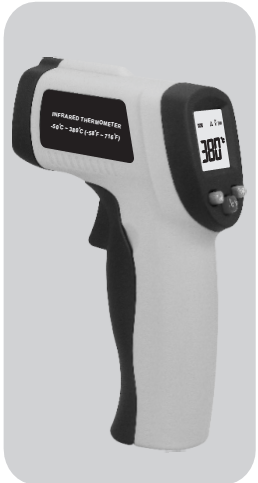 INFRARED THERMOMETER
-50°C ~ 380°C (-58°F ~ 716°F)
380°C